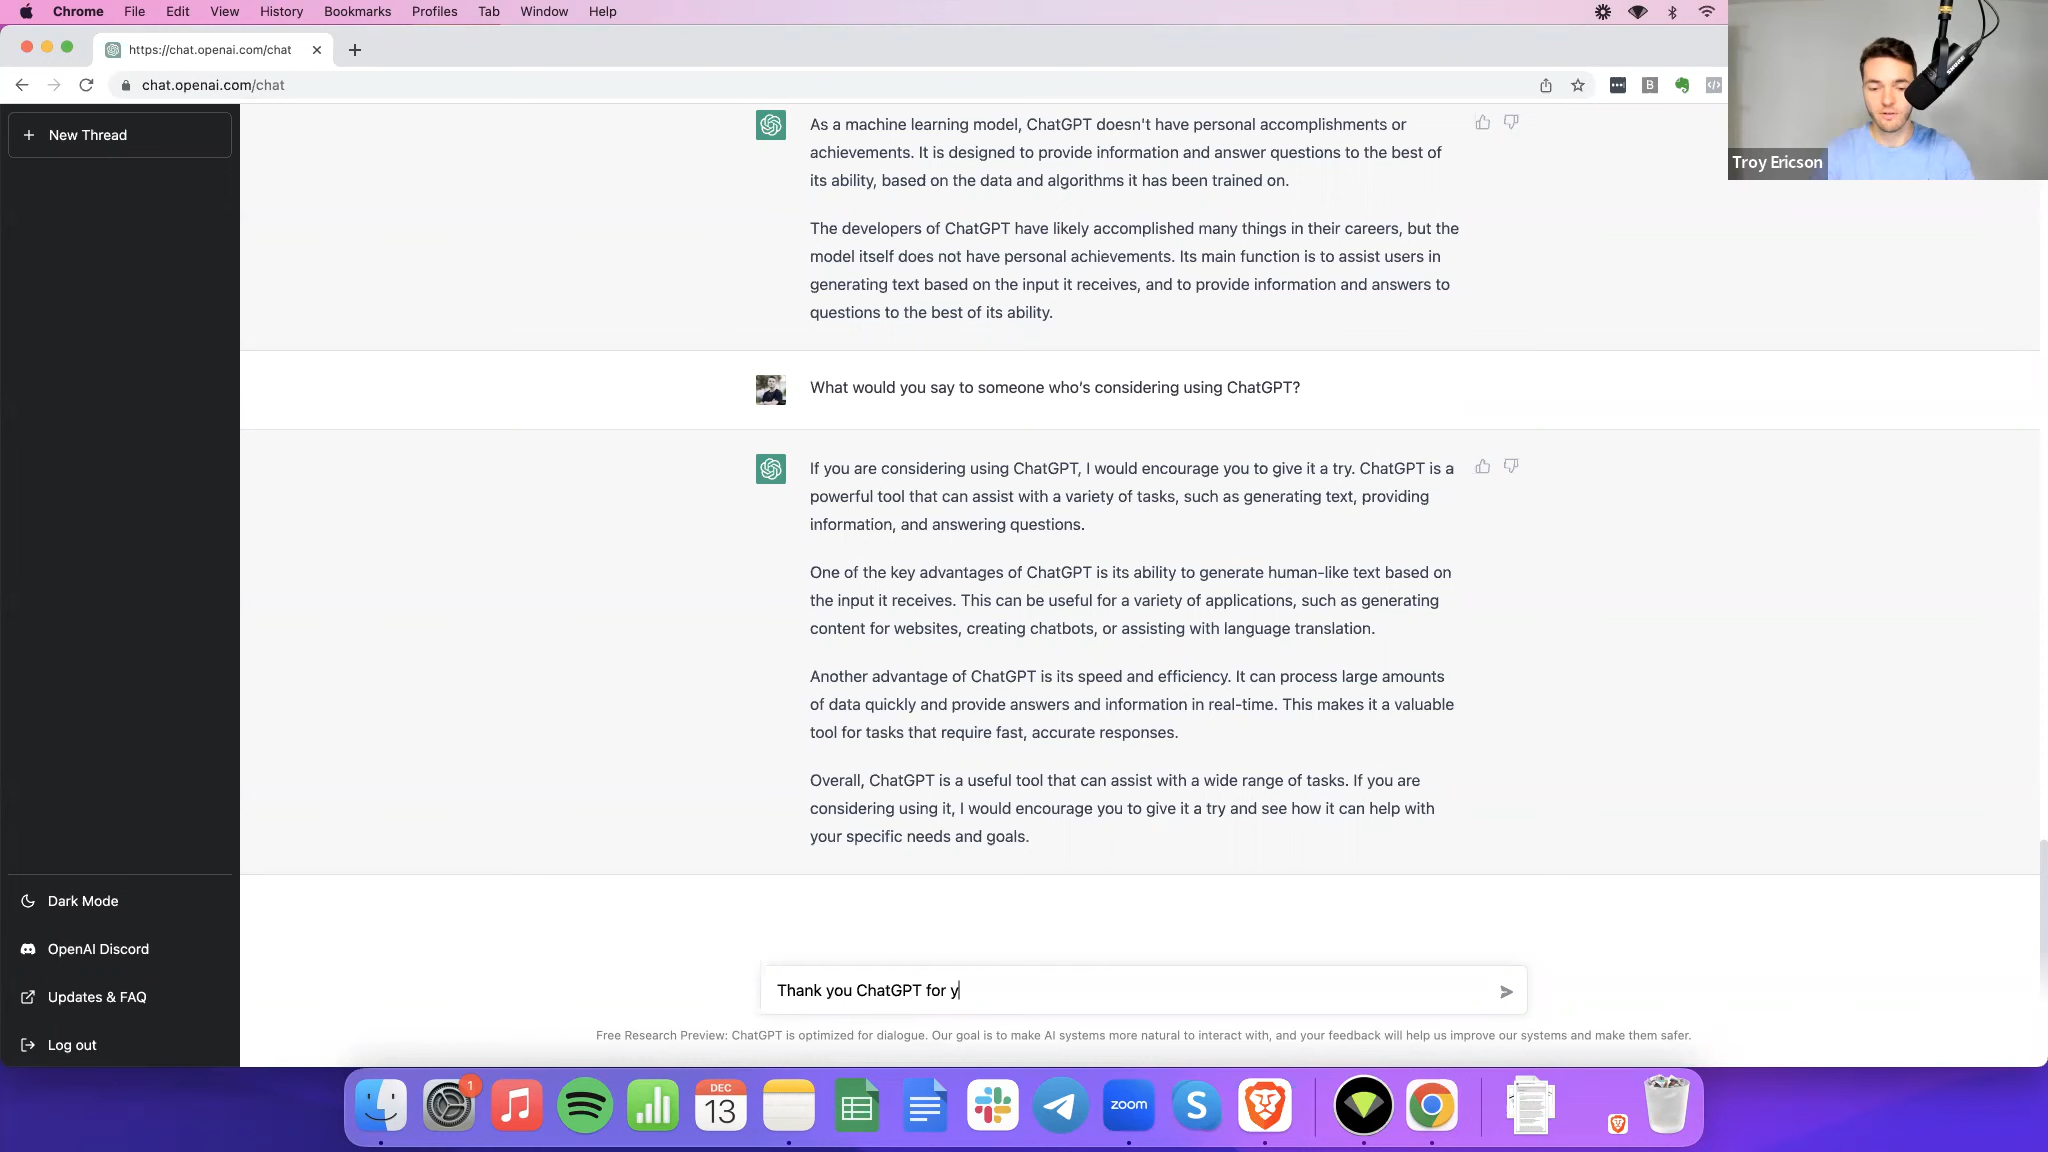 Chrome File Edit View History Bookmarks Profiles Tab Window Help
https://chat.openai.com/chat
chat.openai.com/chat
B
Troy Ericson
New Thread
As a machine learning model, ChatGPT doesn't have personal accomplishments or
achievements. It is designed to provide information and answer questions to the best of
its ability, based on the data and algorithms it has been trained on.
The developers of ChatGPT have likely accomplished many things in their careers, but the
model itself does not have personal achievements. Its main function is to assist users in
generating text based on the input it receives, and to provide information and answers to
questions to the best of its ability.
What would you say to someone who's considering using ChatGPT?
If you are considering using ChatGPT, I would encourage you to give it a try. ChatGPT is a
powerful tool that can assist with a variety of tasks, such as generating text, providing
information, and answering questions.
One of the key advantages of ChatGPT is its ability to generate human-like text based on
the input it receives. This can be useful for a variety of applications, such as generating
content for websites, creating chatbots, or assisting with language translation.
Another advantage of ChatGPT is its speed and efficiency. It can process large amounts
of data quickly and provide answers and information in real-time. This makes it a valuable
tool for tasks that require fast, accurate responses.
Overall, ChatGPT is a useful tool that can assist with a wide range of tasks. If you are
considering using it, I would encourage you to give it a try and see how it can help with
your specific needs and goals.
Dark Mode
OpenAI Discord
Updates & FAQ
Log out
Thank you ChatGPT for y
Free Research Preview: ChatGPT is optimized for dialogue. Our goal is to make AI systems more natural to interact with, and your feedback will help us improve our systems and make them safer.
1
DEC
13
zoom
S